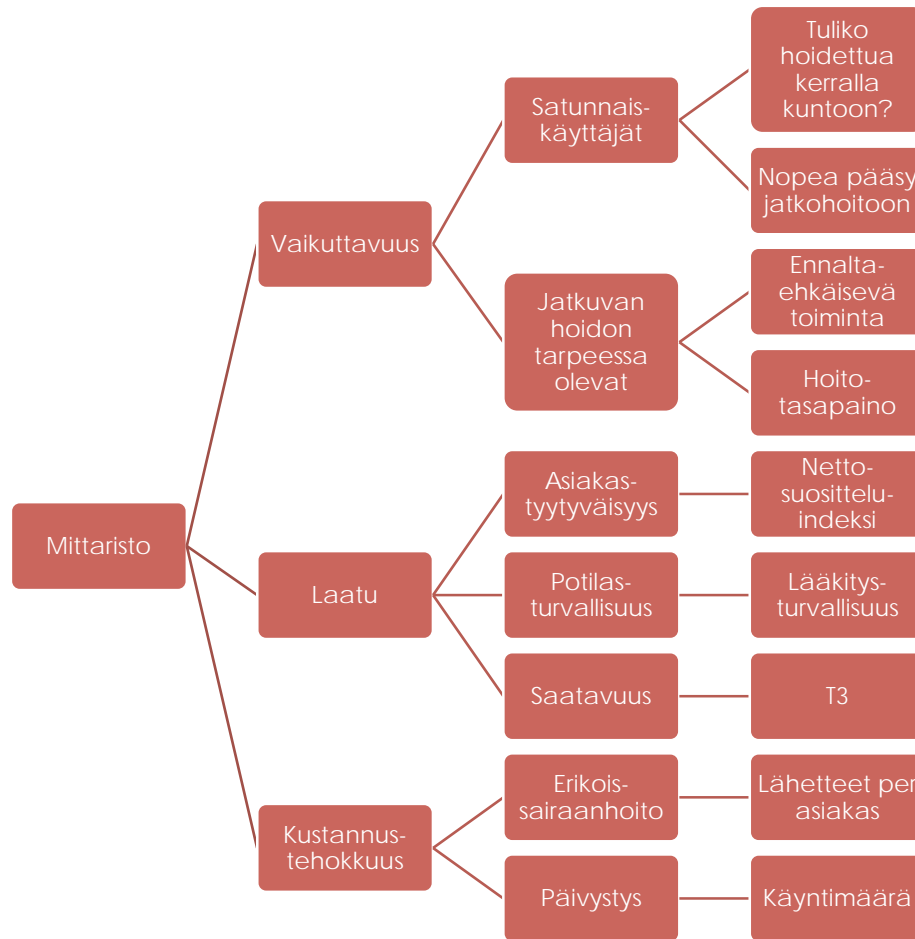 Mittaristo
Vaikuttavuus
Satunnais-
käyttäjät
Tuliko
hoidettua
kerralla
kuntoon?
Nopea pääsy
jatkohoitoon
Jatkuvan
hoidon
tarpeessa
olevat
Ennalta-
ehkäisevä
toiminta
Hoito-
tasapaino
Laatu
Asiakas-
tyytyväisyys
Netto-
suosittelu-
indeksi
Potilas-
turvallisuus
Lääkitys-
turvallisuus
Saatavuus
T3
Kustannus-
tehokkuus
Erikois-
sairaanhoito
Lähetteet per
asiakas
Päivystys
Käyntimäärä